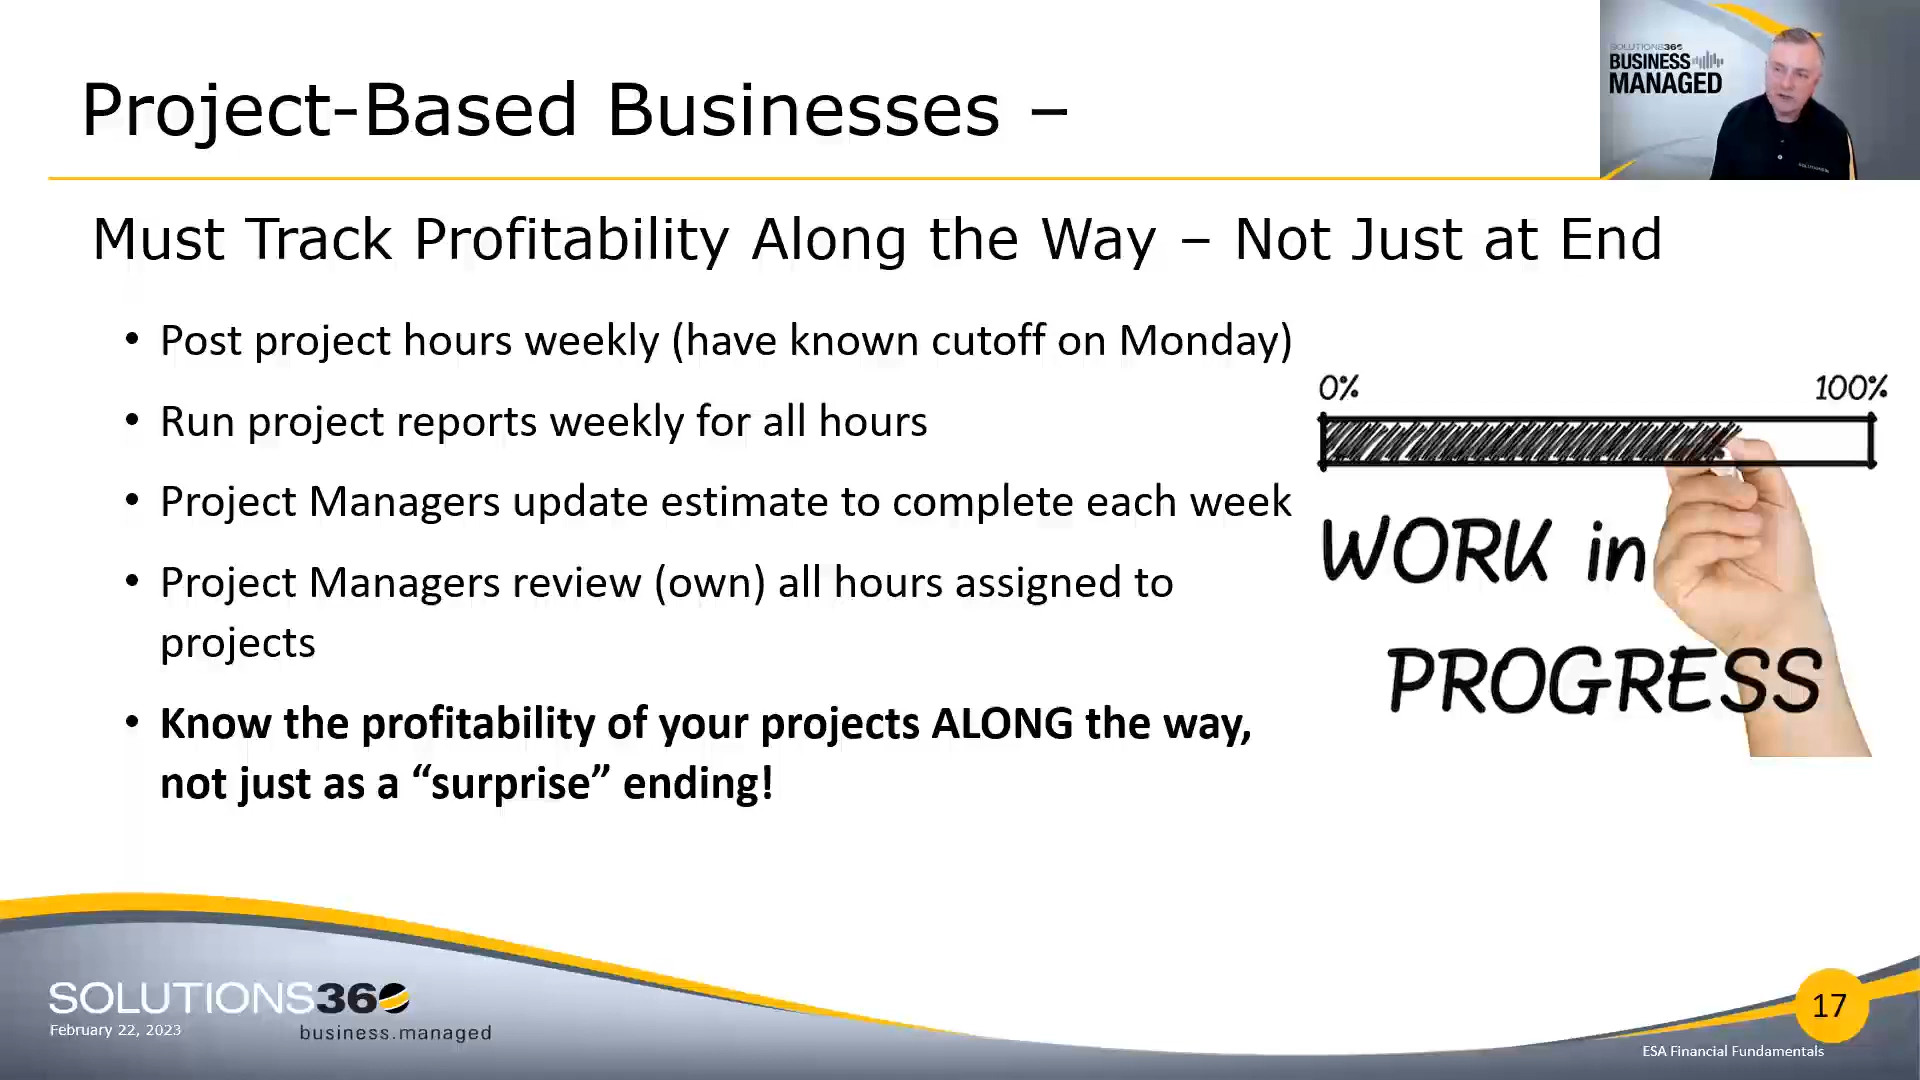 Project-Based Businesses –
SOLUTIONS360
BUSINESS
MANAGED
Must Track Profitability Along the Way – Not Just at End
• Post project hours weekly (have known cutoff on Monday)
• Run project reports weekly for all hours
• Project Managers update estimate to complete each week
• Project Managers review (own) all hours assigned to
projects
• Know the profitability of your projects ALONG the way,
not just as a “surprise” ending!
0% 100%
WORK in
PROGRESS
SOLUTIONS360
February 22, 2023
business.managed
17
ESA Financial Fundamentals